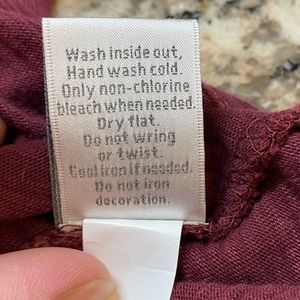 Wash inside out,
Hand wash cold.
Only non-chlorine
bleach when needed.
Dry flat.
Do not wring
or twist.
Cool iron if needed.
Do not iron
decoration.